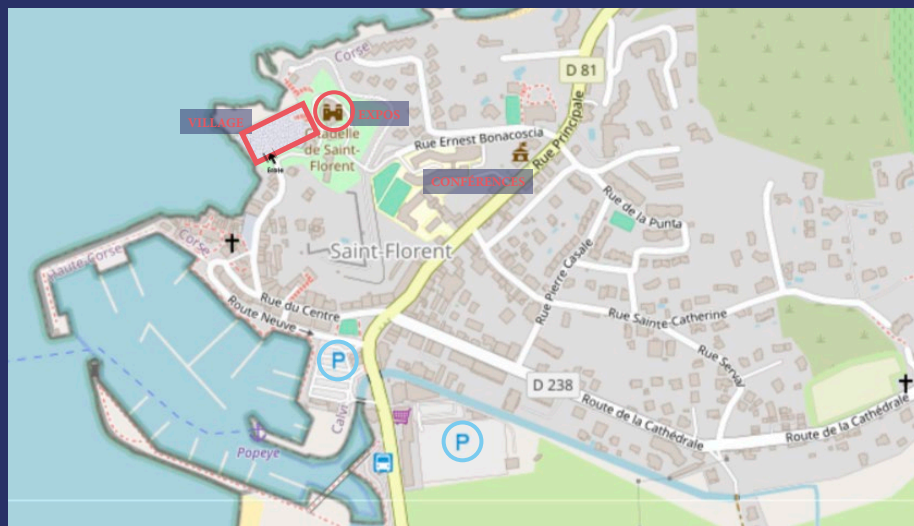 Corse
D 81
VILLAGE
EXPOS
Citadelle
de Saint-
Florent
Rue Ernest Bonacoscia
Rue Principale
CONFERENCES
Rue de la Punta
Saint-Florent
Corse
Haute-Corse
Rue Pierre Casale
Rue du Centre
Route Neuve
Rue Sainte-Catherine
P
Rue Serval
D 238
Calvi
Route de la Cathédrale
Route de la Cathédrale
P
Popeye